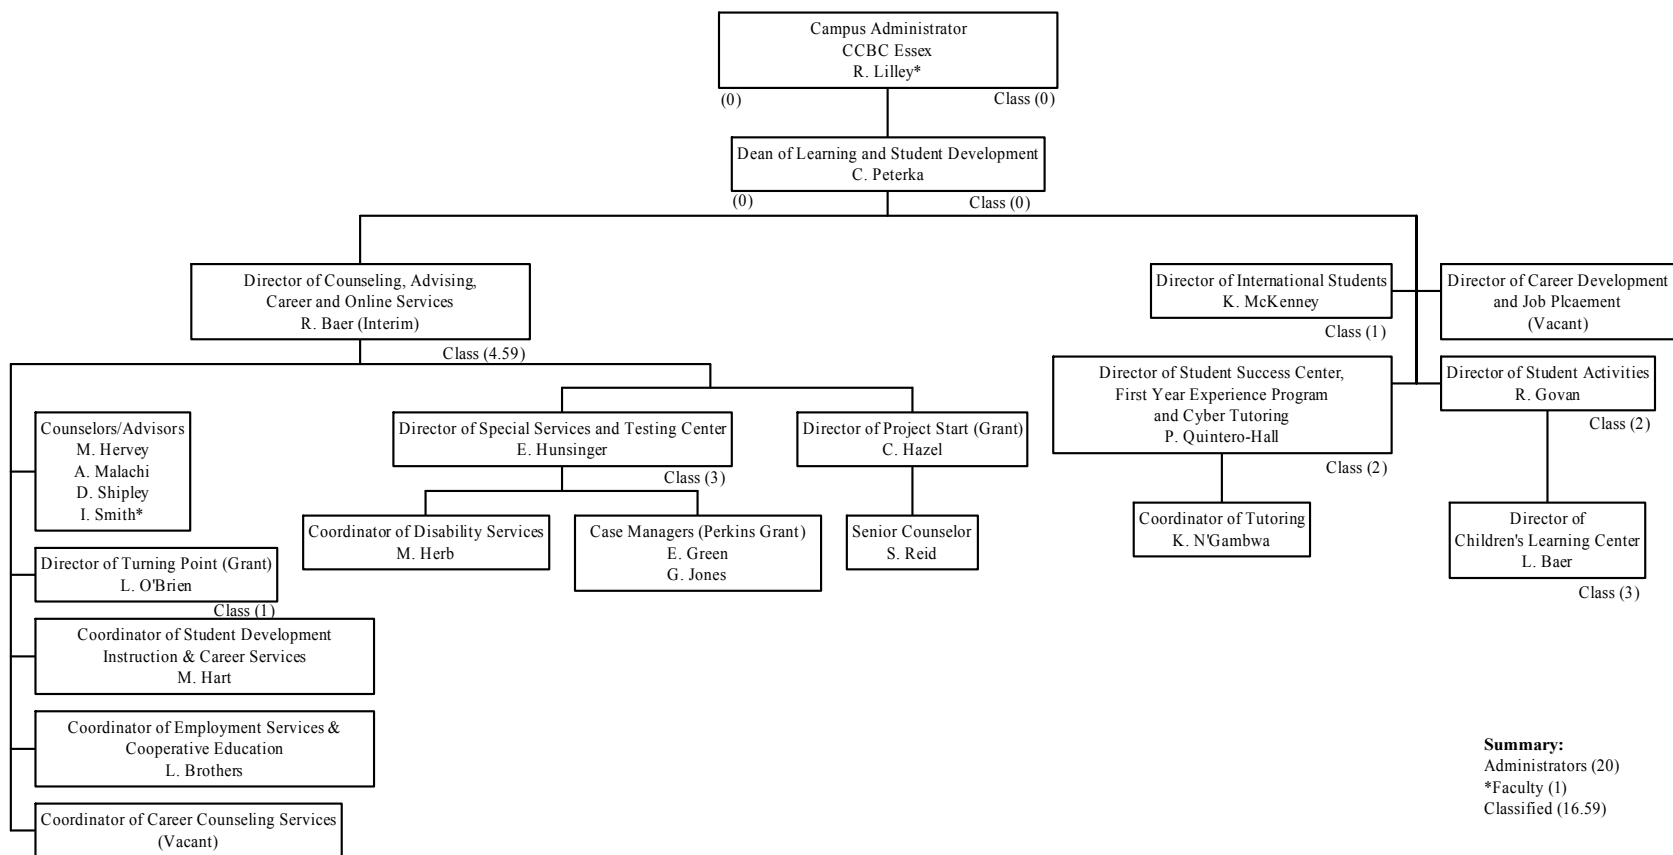 Campus Administrator
CCBC Essex
R. Lilley*
(0)
Class (0)
Dean of Learning and Student Development
C. Peterka
(0)
Class (0)
Director of Counseling, Advising,
Career and Online Services
R. Baer (Interim)
Class (4.59)
Director of International Students
K. McKenney
Class (1)
Director of Career Development
and Job Plcaement
(Vacant)
Director of Student Success Center,
First Year Experience Program
and Cyber Tutoring
P. Quintero-Hall
Class (2)
Director of Student Activities
R. Govan
Class (2)
Counselors/Advisors
M. Hervey
A. Malachi
D. Shipley
I. Smith*
Director of Special Services and Testing Center
E. Hunsinger
Class (3)
Director of Project Start (Grant)
C. Hazel
Coordinator of Disability Services
M. Herb
Case Managers (Perkins Grant)
E. Green
G. Jones
Senior Counselor
S. Reid
Coordinator of Tutoring
K. N'Gambwa
Director of
Children's Learning Center
L. Baer
Class (3)
Director of Turning Point (Grant)
L. O'Brien
Class (1)
Coordinator of Student Development
Instruction & Career Services
M. Hart
Coordinator of Employment Services &
Cooperative Education
L. Brothers
Coordinator of Career Counseling Services
(Vacant)
Summary:
Administrators (20)
*Faculty (1)
Classified (16.59)